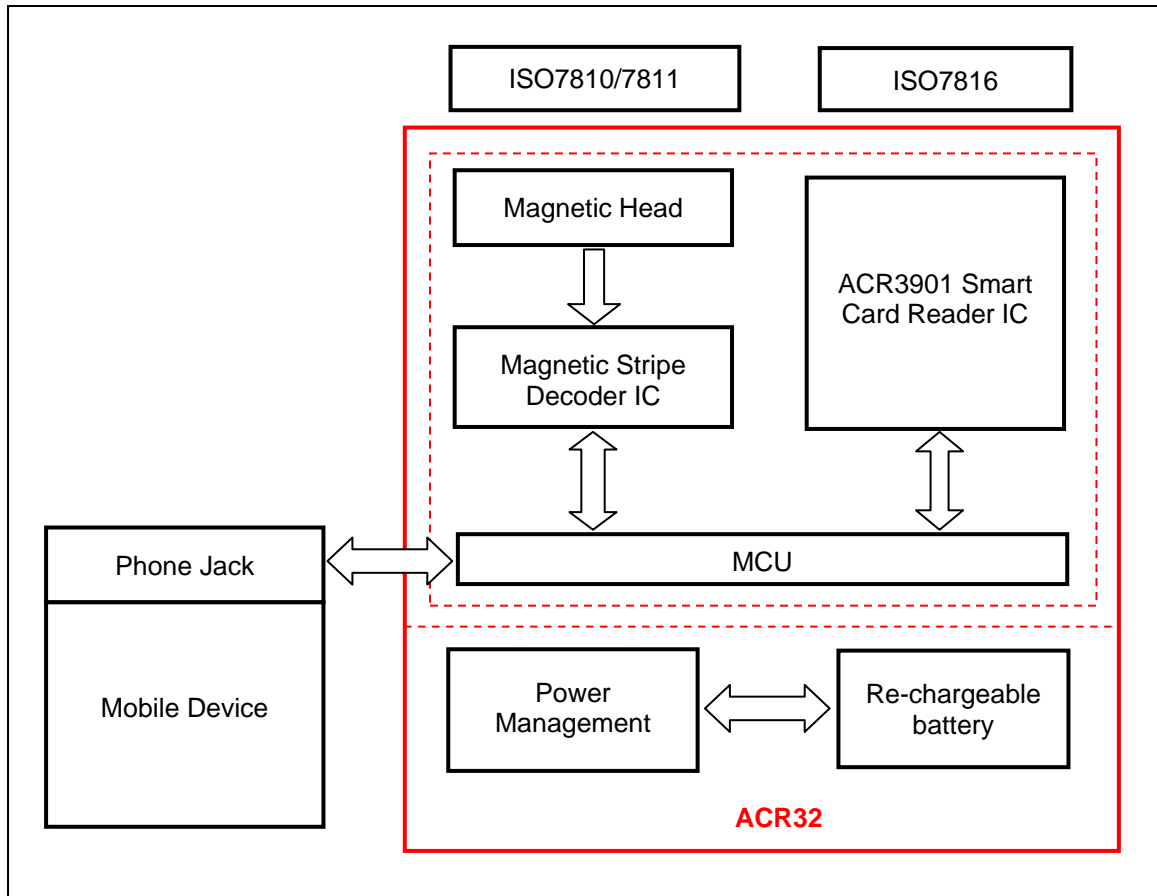 ISO7810/7811
ISO7816
Magnetic Head
ACR3901 Smart
Card Reader IC
Magnetic Stripe
Decoder IC
Phone Jack
MCU
Mobile Device
Power
Management
Re-chargeable
battery
ACR32